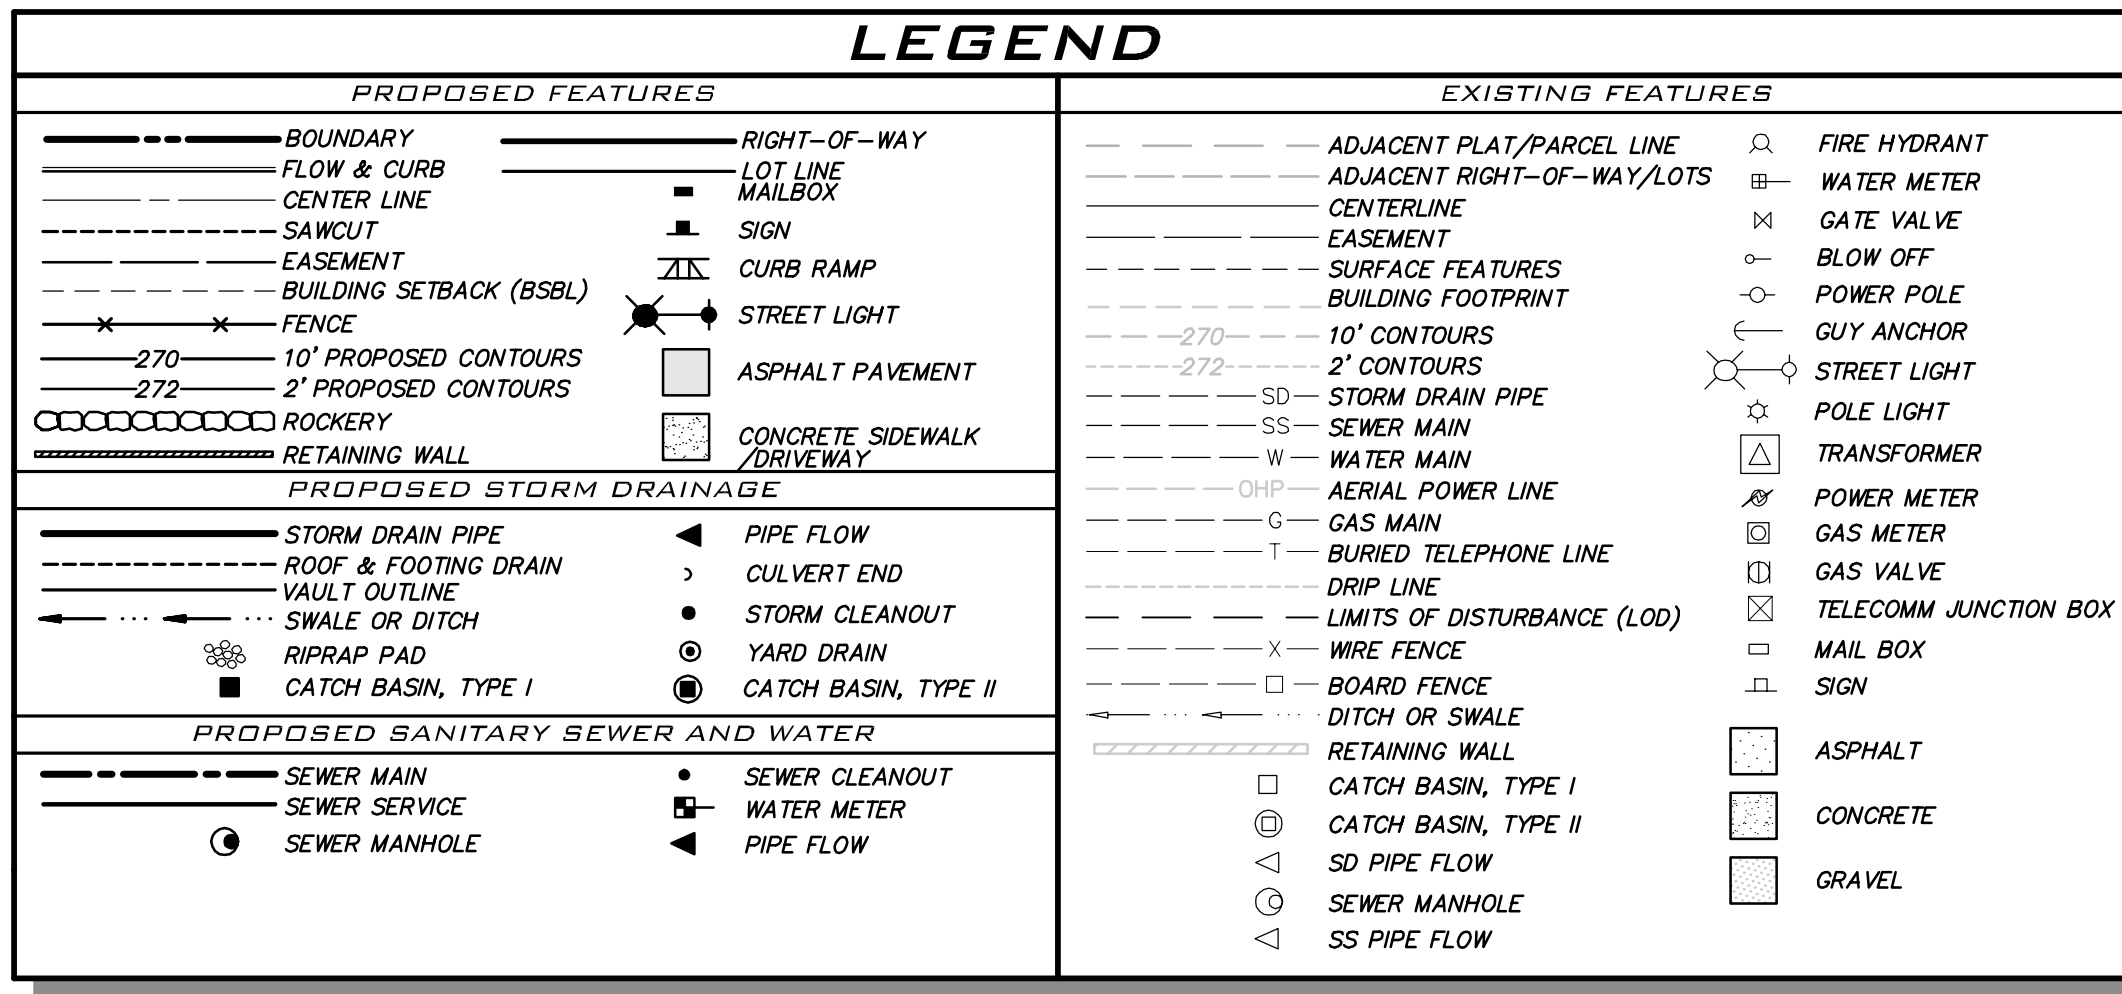 LEGEND
PROPOSED FEATURES
BOUNDARY
FLOW & CURB
CENTER LINE
SAWCUT
EASEMENT
BUILDING SETBACK (BSBL)
FENCE
270 10' PROPOSED CONTOURS
272 2' PROPOSED CONTOURS
ROCKERY
RETAINING WALL
RIGHT-OF-WAY
LOT LINE
MAILBOX
SIGN
CURB RAMP
STREET LIGHT
ASPHALT PAVEMENT
CONCRETE SIDEWALK
/DRIVEWAY
PROPOSED STORM DRAINAGE
STORM DRAIN PIPE
ROOF & FOOTING DRAIN
VAULT OUTLINE
SWALE OR DITCH
RIPRAP PAD
CATCH BASIN, TYPE I
PIPE FLOW
CULVERT END
STORM CLEANOUT
YARD DRAIN
CATCH BASIN, TYPE II
PROPOSED SANITARY SEWER AND WATER
SEWER MAIN
SEWER SERVICE
SEWER MANHOLE
SEWER CLEANOUT
WATER METER
PIPE FLOW
EXISTING FEATURES
ADJACENT PLAT/PARCEL LINE
ADJACENT RIGHT-OF-WAY/LOTS
CENTERLINE
EASEMENT
SURFACE FEATURES
BUILDING FOOTPRINT
270 10' CONTOURS
272 2' CONTOURS
SD STORM DRAIN PIPE
SS SEWER MAIN
W WATER MAIN
OHP AERIAL POWER LINE
G GAS MAIN
T BURIED TELEPHONE LINE
DRIP LINE
LIMITS OF DISTURBANCE (LOD)
X WIRE FENCE
BOARD FENCE
DITCH OR SWALE
RETAINING WALL
CATCH BASIN, TYPE I
CATCH BASIN, TYPE II
SD PIPE FLOW
SEWER MANHOLE
SS PIPE FLOW
FIRE HYDRANT
WATER METER
GATE VALVE
BLOW OFF
POWER POLE
GUY ANCHOR
STREET LIGHT
POLE LIGHT
TRANSFORMER
POWER METER
GAS METER
GAS VALVE
TELECOMM JUNCTION BOX
MAIL BOX
SIGN
ASPHALT
CONCRETE
GRAVEL